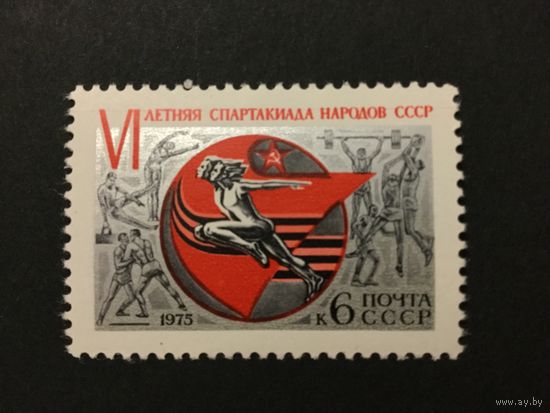 VI ЛЕТНЯЯ СПАРТАКИАДА НАРОДОВ СССР
1975
К 6 ПОЧТА
СССР
www.ay.by